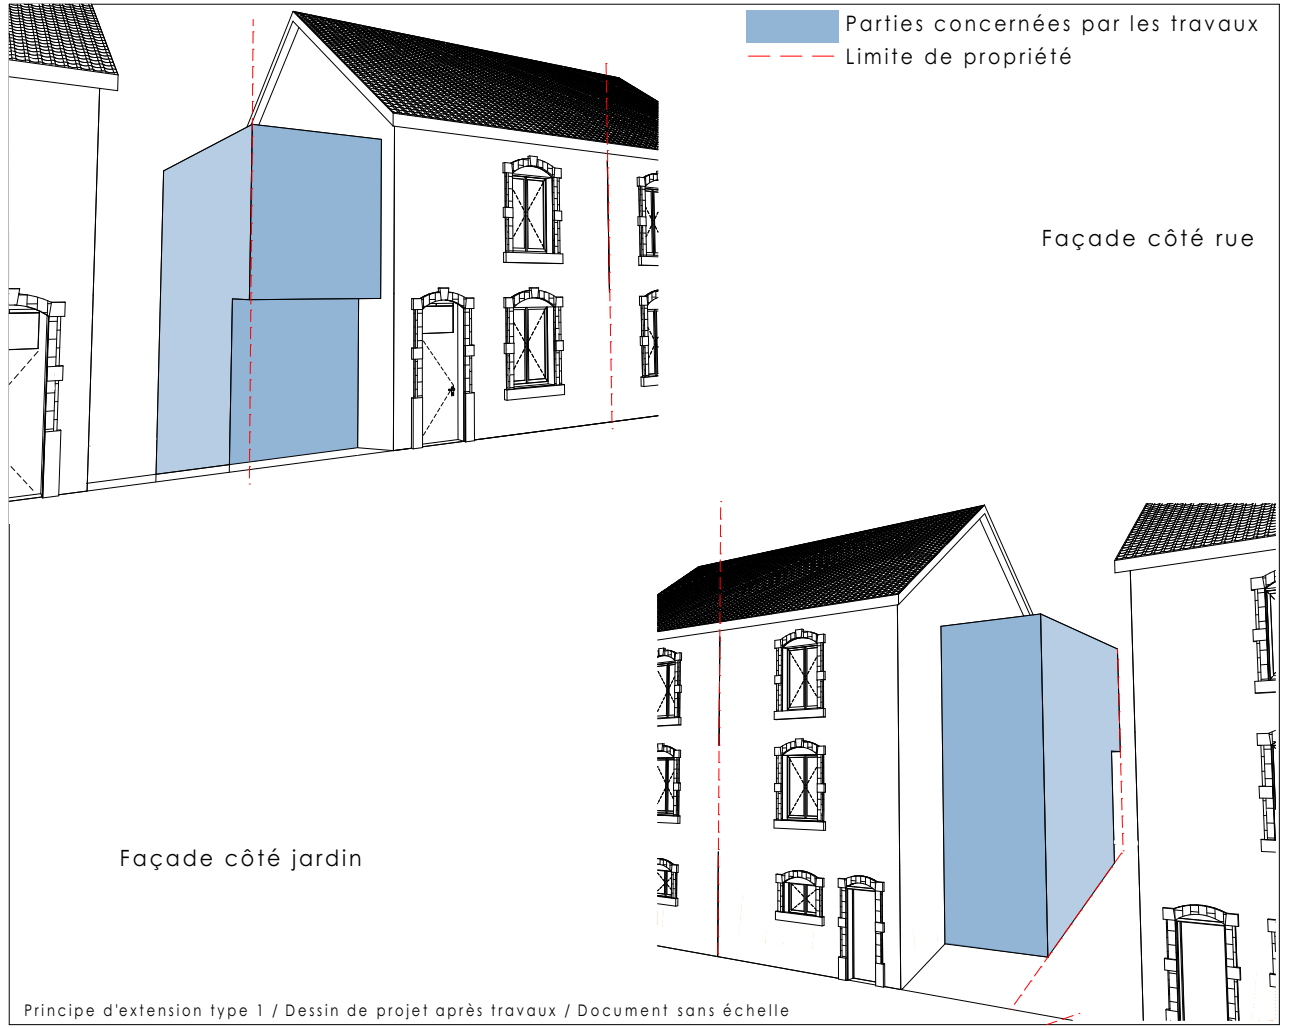 Parties concernées par les travaux
Limite de propriété
Façade côté rue
Façade côté jardin
Principe d'extension type 1 / Dessin de projet après travaux / Document sans échelle